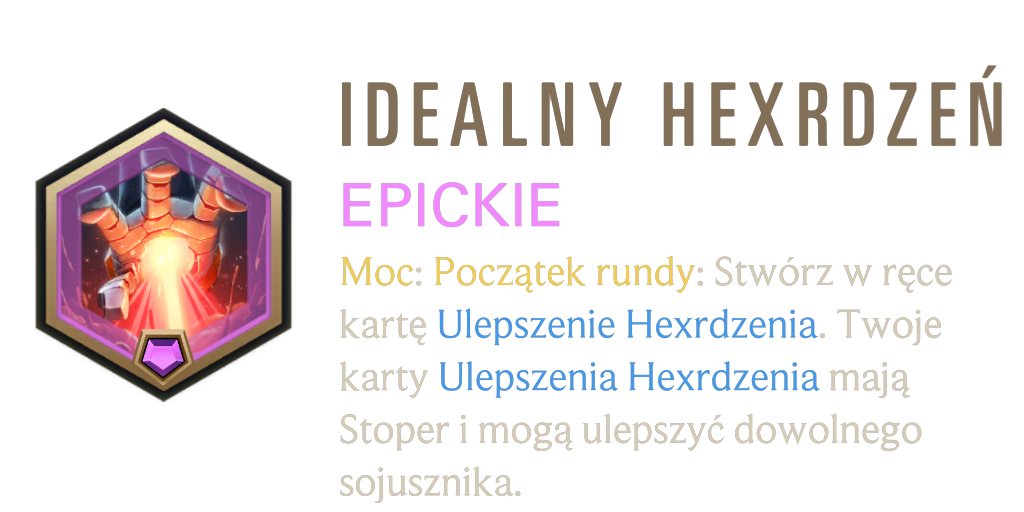 IDEALNY HEXRDZEŃ
EPICKIE
Moc: Początek rundy: Stwórz w ręce
kartę Ulepszenie Hexrdzenia. Twoje
karty Ulepszenia Hexrdzenia mają
Stoper i mogą ulepszyć dowolnego
sojusznika.